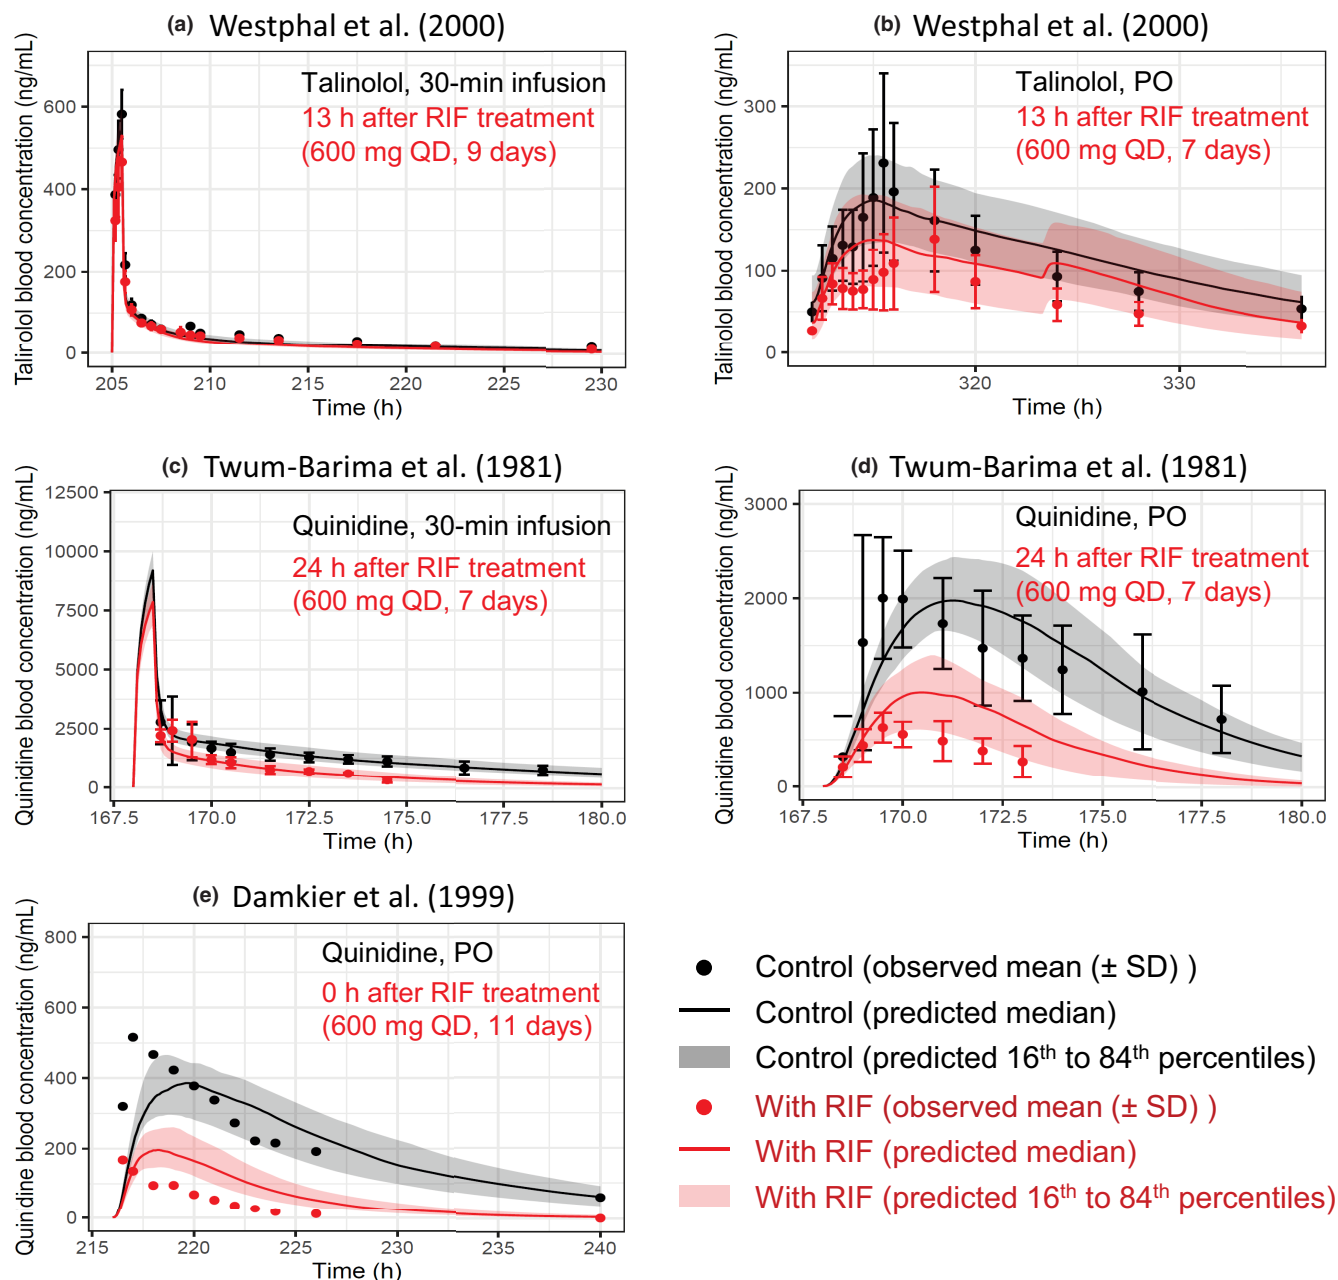 (a) Westphal et al. (2000)
Talinolol blood concentration (ng/mL)
600
400
200
0
Talinolol, 30-min infusion
13 h after RIF treatment
(600 mg QD, 9 days)
205
210
215
220
225
230
Time (h)
(b) Westphal et al. (2000)
Talinolol blood concentration (ng/mL)
300
200
100
0
Talinolol, PO
13 h after RIF treatment
(600 mg QD, 7 days)
320
330
Time (h)
(c) Twum-Barima et al. (1981)
Quinidine blood concentration (ng/mL)
12500
10000
7500
5000
2500
0
Quinidine, 30-min infusion
24 h after RIF treatment
(600 mg QD, 7 days)
167.5
170.0
172.5
175.0
177.5
180.0
Time (h)
(d) Twum-Barima et al. (1981)
Quinidine blood concentration (ng/mL)
3000
2000
1000
0
Quinidine, PO
24 h after RIF treatment
(600 mg QD, 7 days)
167.5
170.0
172.5
175.0
177.5
180.0
Time (h)
(e) Damkier et al. (1999)
Quinidine blood concentration (ng/mL)
800
600
400
200
0
Quinidine, PO
0 h after RIF treatment
(600 mg QD, 11 days)
215
220
225
230
235
240
Time (h)
Control (observed mean (± SD) )
Control (predicted median)
Control (predicted 16th to 84th percentiles)
With RIF (observed mean (± SD) )
With RIF (predicted median)
With RIF (predicted 16th to 84th percentiles)